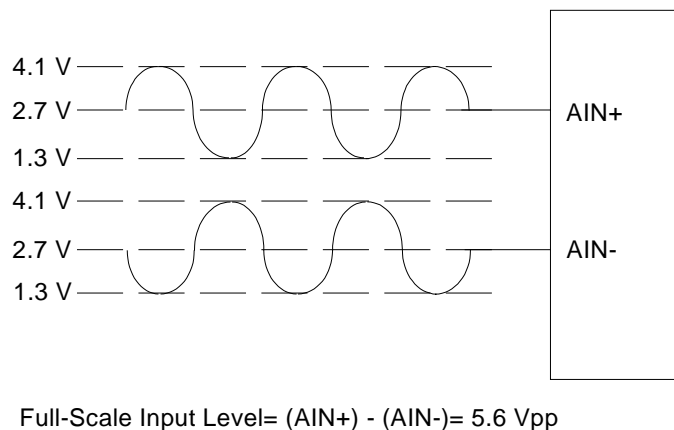 4.1 V
2.7 V
1.3 V
AIN+
4.1 V
2.7 V
1.3 V
AIN-
Full-Scale Input Level= (AIN+) - (AIN-)= 5.6 Vpp